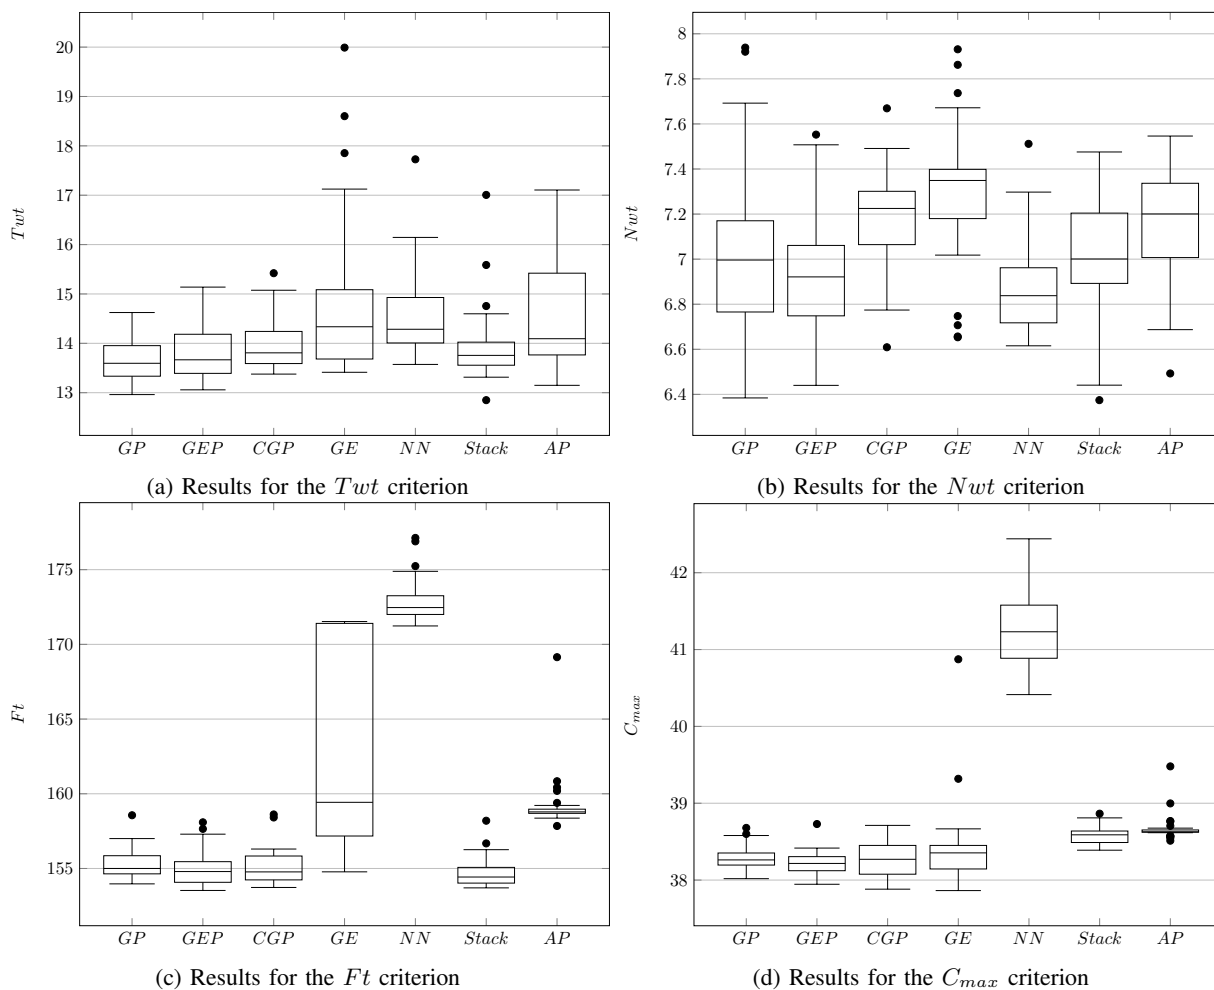 20
19
18
17
16
15
14
13
Twt
GP GEP CGP GE NN Stack AP
(a) Results for the Twt criterion
8
7.8
7.6
7.4
7.2
7
6.8
6.6
6.4
Nwt
GP GEP CGP GE NN Stack AP
(b) Results for the Nwt criterion
175
170
165
160
155
Ft
GP GEP CGP GE NN Stack AP
(c) Results for the Ft criterion
42
41
40
39
38
C_{max}
GP GEP CGP GE NN Stack AP
(d) Results for the C_{max} criterion